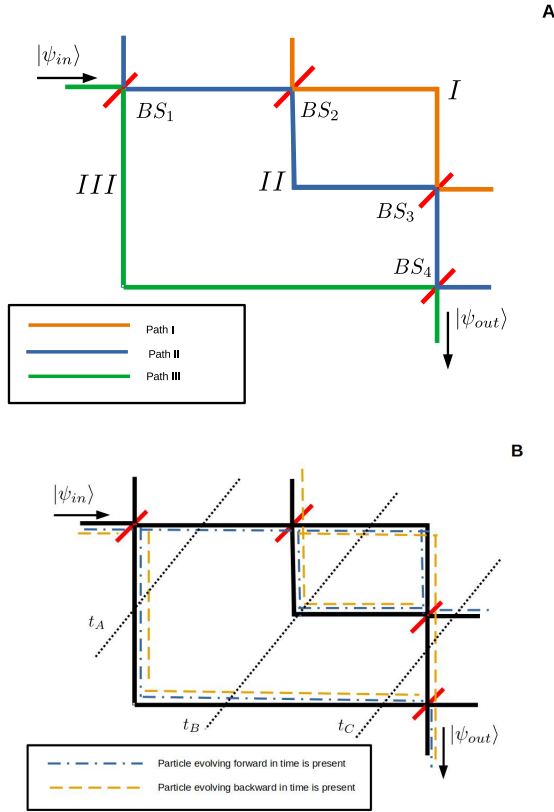 A
|ψ_in⟩
BS_1
BS_2
I
III
II
BS_3
BS_4
|ψ_out⟩
Path I
Path II
Path III
B
|ψ_in⟩
t_A
t_B
t_C
|ψ_out⟩
Particle evolving forward in time is present
Particle evolving backward in time is present